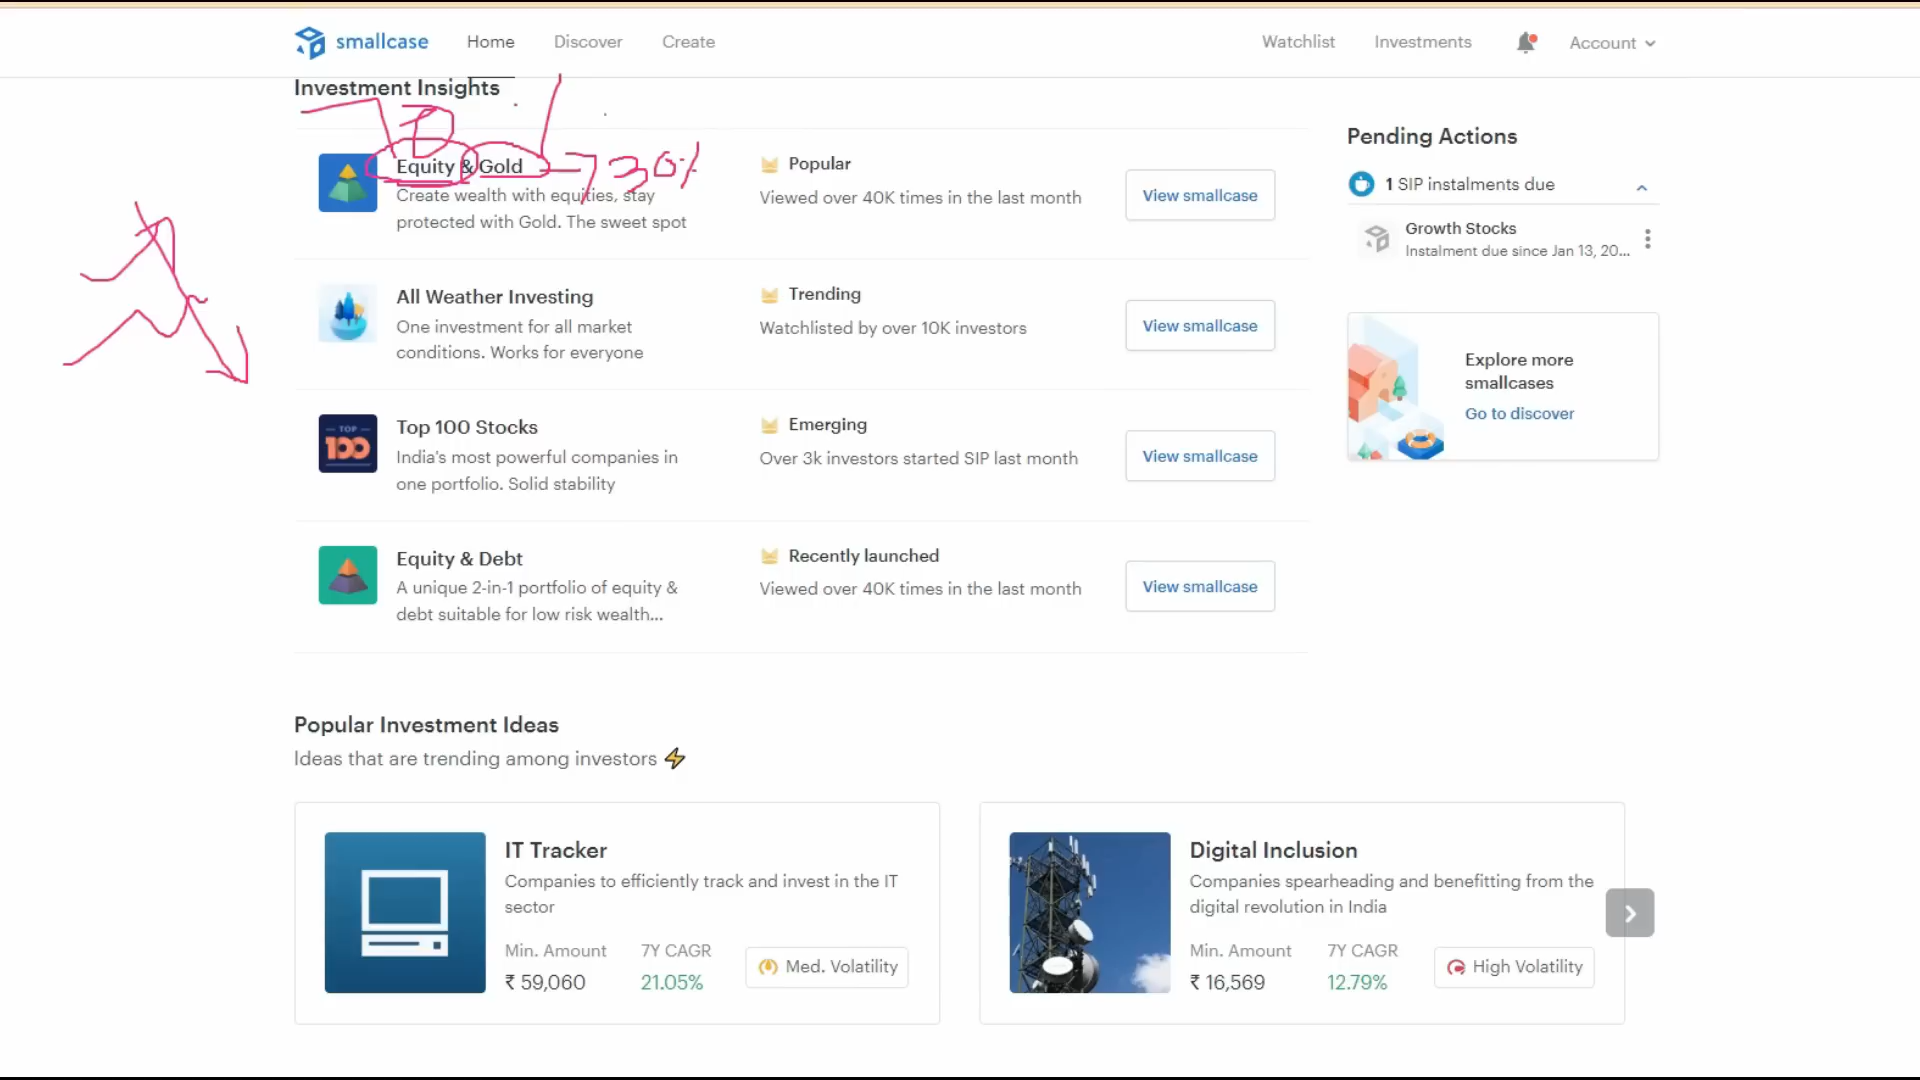 smallcase
Home
Discover
Create
Watchlist
Investments
Account
Investment Insights
Equity & Gold
30%
Create wealth with equities, stay
protected with Gold. The sweet spot
Popular
Viewed over 40K times in the last month
View smallcase
All Weather Investing
One investment for all market
conditions. Works for everyone
Trending
Watchlisted by over 10K investors
View smallcase
TOP
100
Top 100 Stocks
India's most powerful companies in
one portfolio. Solid stability
Emerging
Over 3k investors started SIP last month
View smallcase
Equity & Debt
A unique 2-in-1 portfolio of equity &
debt suitable for low risk wealth...
Recently launched
Viewed over 40K times in the last month
View smallcase
Pending Actions
1 SIP instalments due
Growth Stocks
Instalment due since Jan 13, 20...
Explore more
smallcases
Go to discover
Popular Investment Ideas
Ideas that are trending among investors ⚡
IT Tracker
Companies to efficiently track and invest in the IT
sector
Min. Amount
7Y CAGR
₹ 59,060
21.05%
Med. Volatility
Digital Inclusion
Companies spearheading and benefitting from the
digital revolution in India
Min. Amount
7Y CAGR
₹ 16,569
12.79%
High Volatility